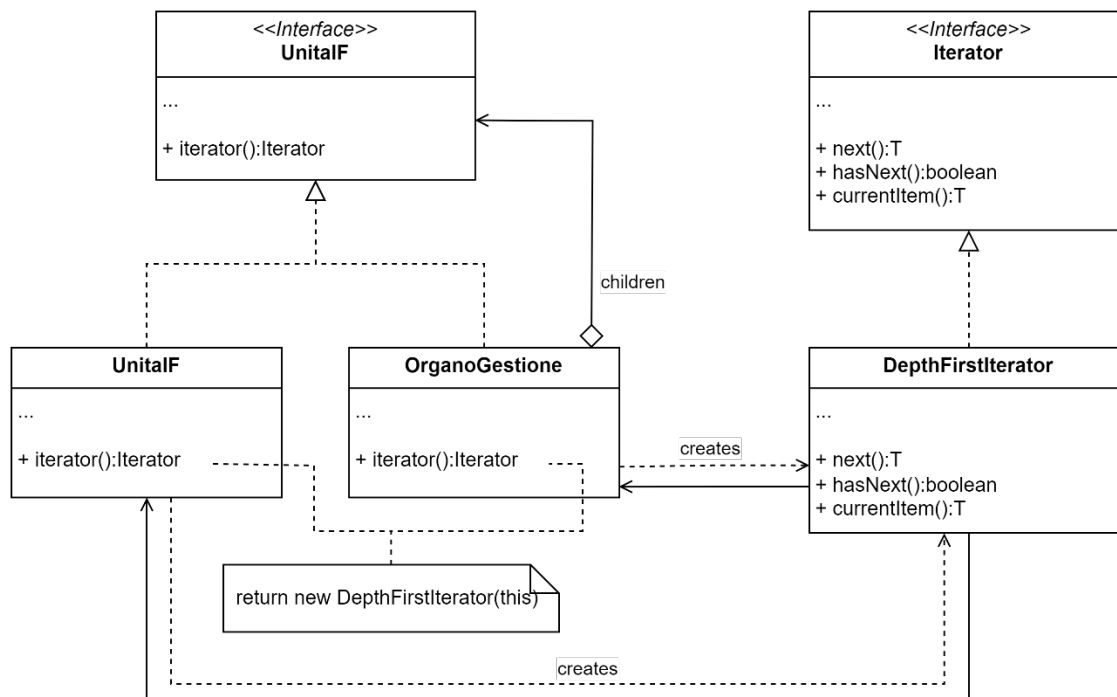 <<Interface>>
UnitaIF
...
+ iterator():Iterator
<<Interface>>
Iterator
...
+ next():T
+ hasNext():boolean
+ currentItem():T
children
UnitaIF
...
+ iterator():Iterator
OrganoGestione
...
+ iterator():Iterator
creates
DepthFirstIterator
...
+ next():T
+ hasNext():boolean
+ currentItem():T
return new DepthFirstIterator(this)
creates